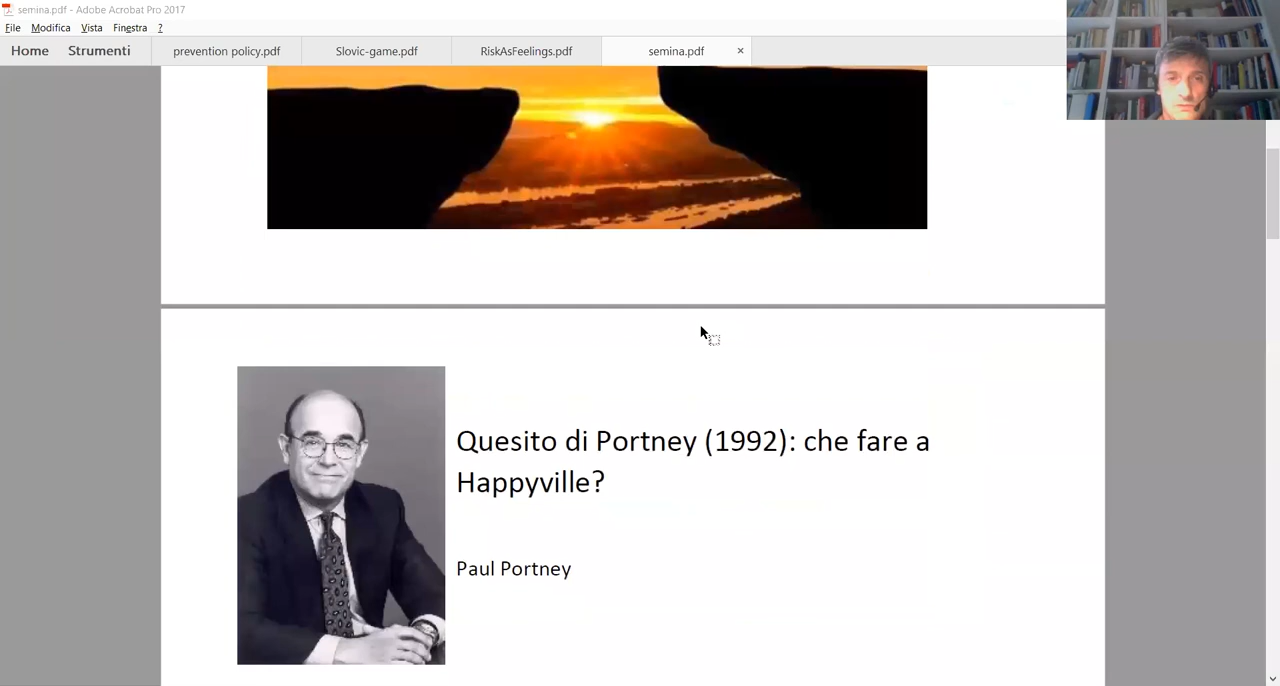 semina.pdf - Adobe Acrobat Pro 2017
File Modifica Vista Finestra ?
Home Strumenti prevention policy.pdf Slovic-game.pdf RiskAsFeelings.pdf semina.pdf ×
Quesito di Portney (1992): che fare a
Happyville?
Paul Portney